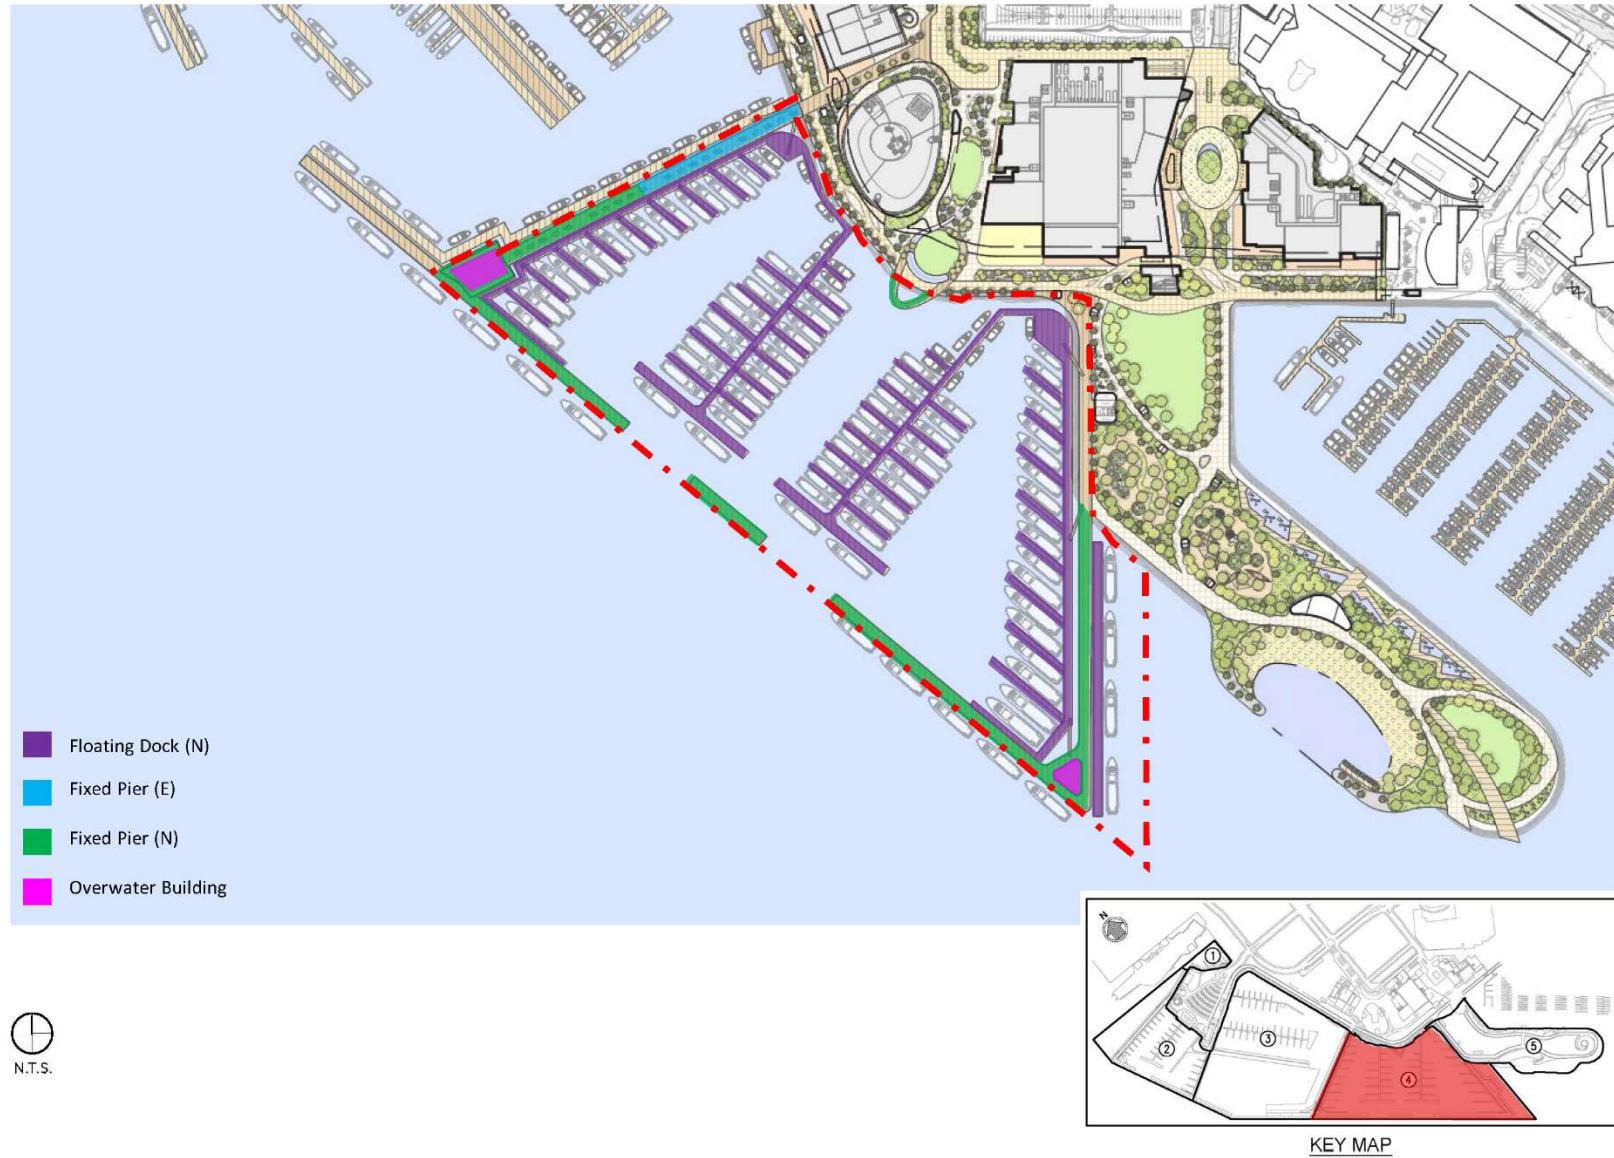 Floating Dock (N)
Fixed Pier (E)
Fixed Pier (N)
Overwater Building
N.T.S.
N
1
2
3
4
5
KEY MAP